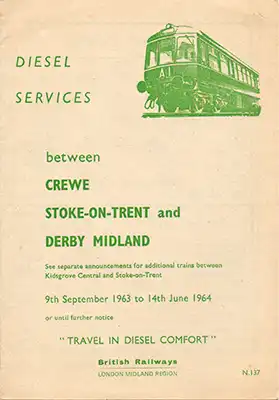 DIESEL
SERVICES
A1
between
CREWE
STOKE-ON-TRENT and
DERBY MIDLAND
See separate announcements for additional trains between
Kidsgrove Central and Stoke-on-Trent
9th September 1963 to 14th June 1964
or until further notice
"TRAVEL IN DIESEL COMFORT"
British Railways
LONDON MIDLAND REGION
N.137